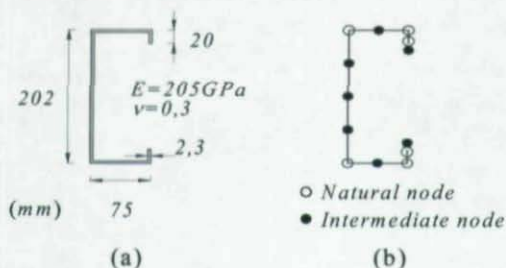 20
202
E=205GPa
ν=0,3
2,3
(mm) 75
○ Natural node
● Intermediate node
(a) (b)